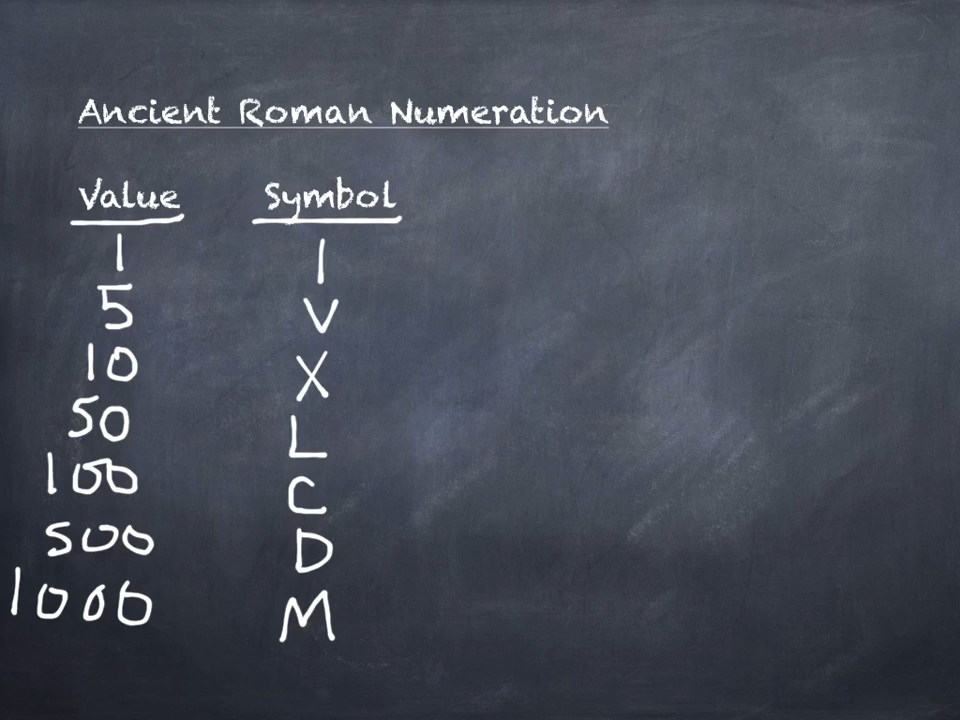 Ancient Roman Numeration
Value Symbol
1 I
5 V
10 X
50 L
100 C
500 D
1000 M